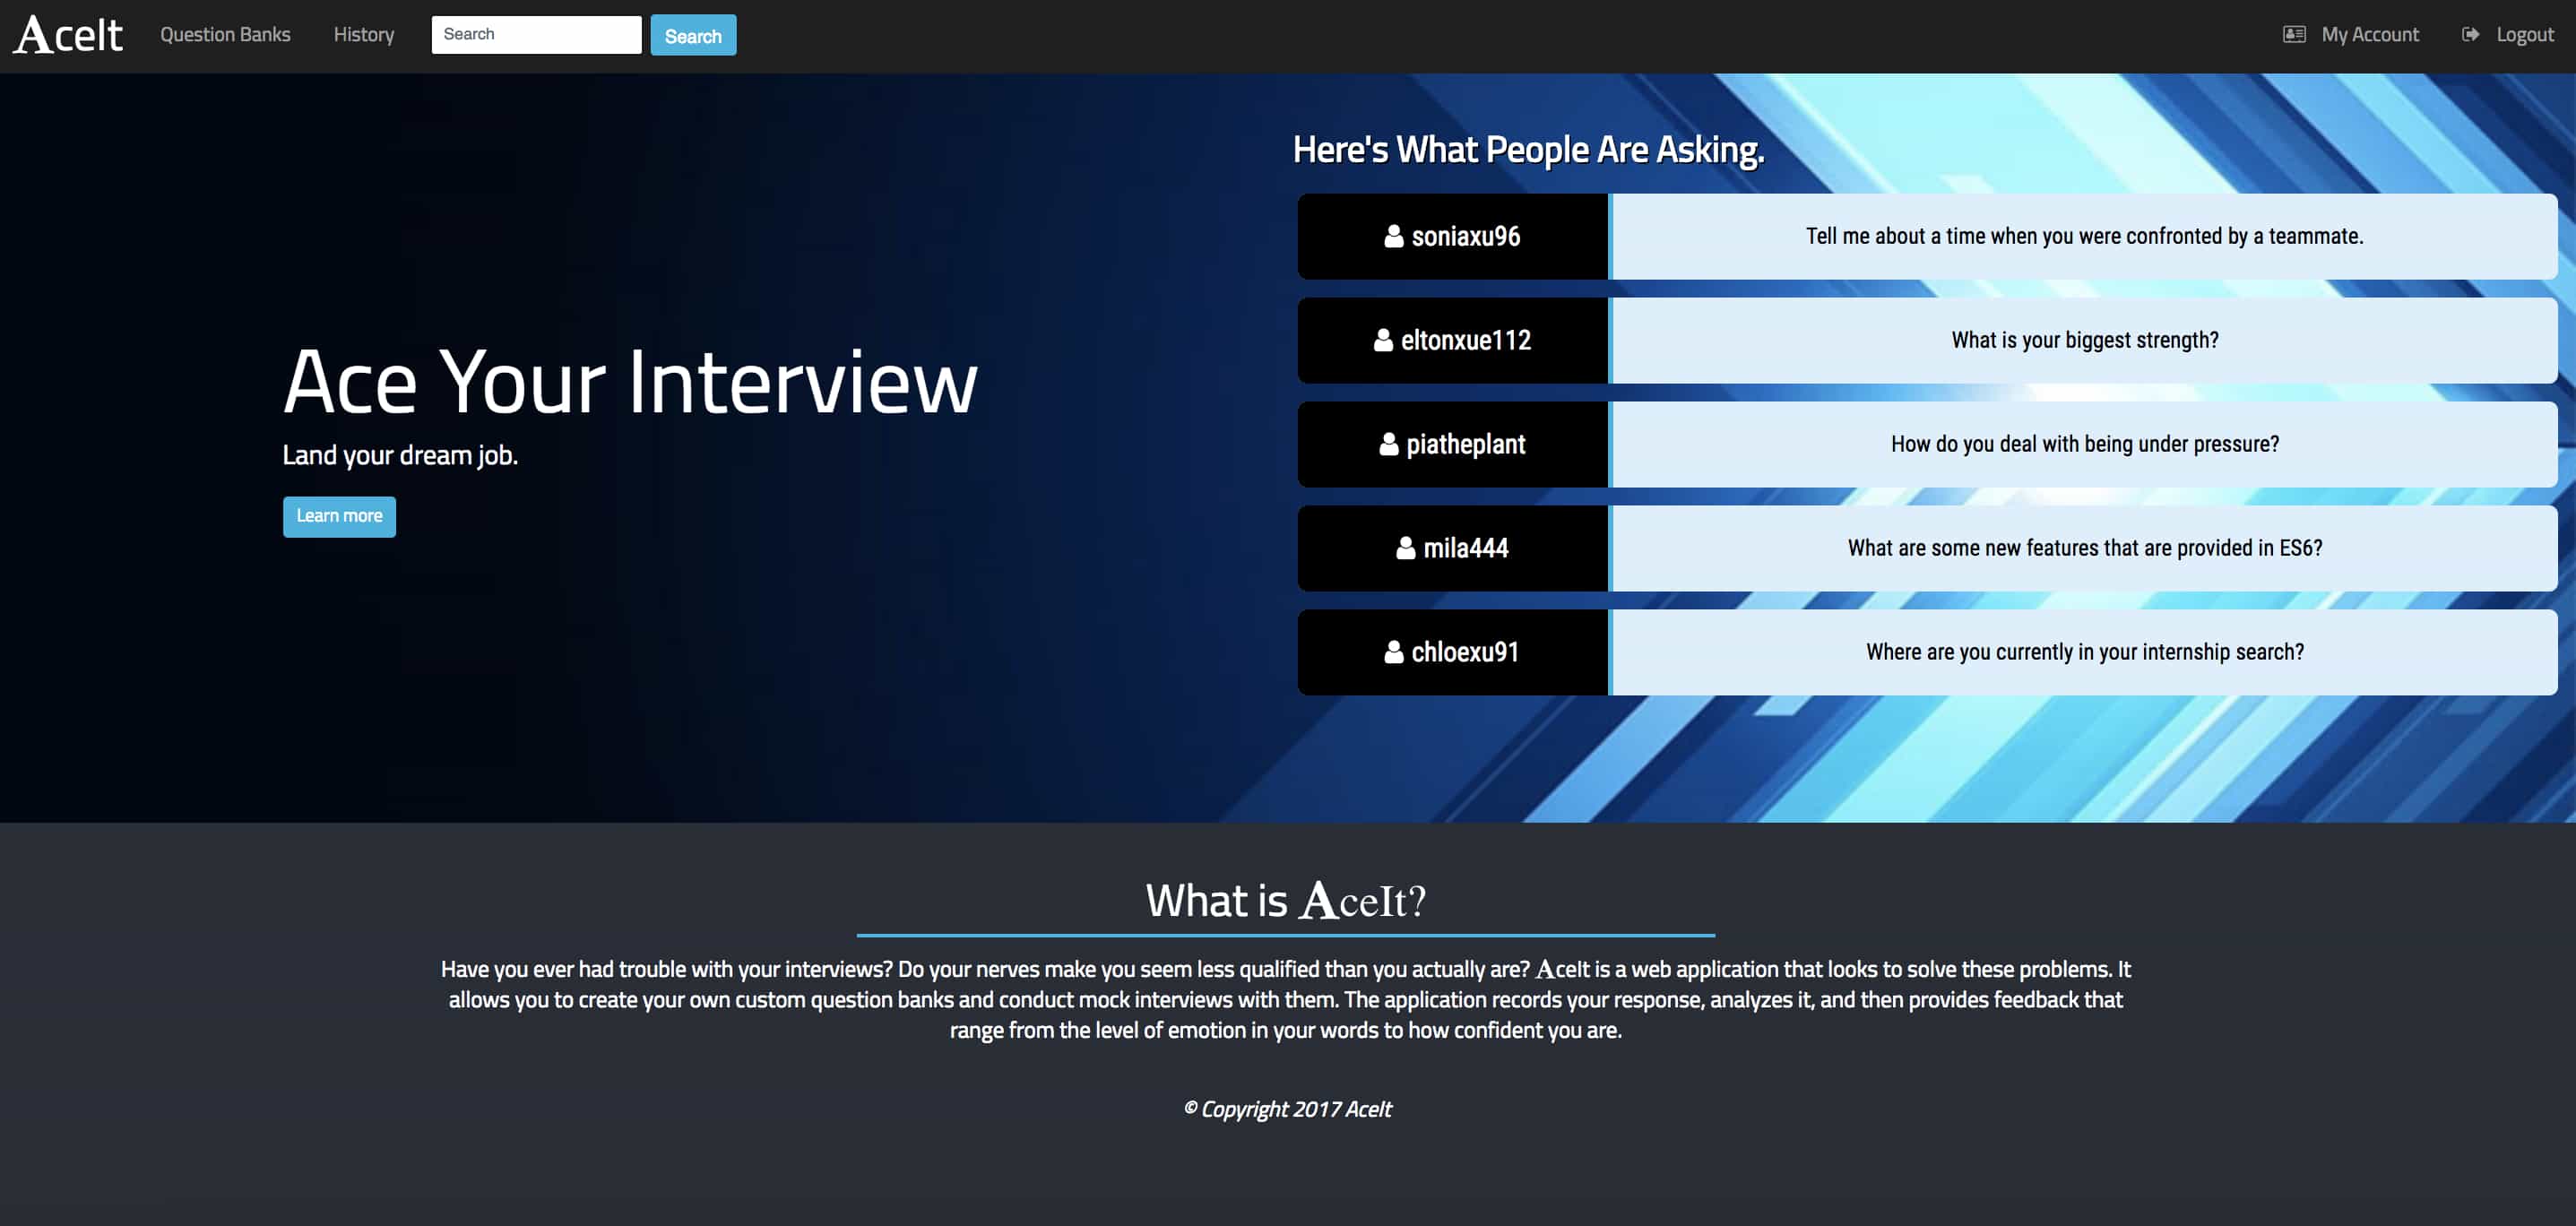 AceIt Question Banks History Search Search My Account Logout
Here's What People Are Asking.
soniaxu96 Tell me about a time when you were confronted by a teammate.
eltonxue112 What is your biggest strength?
piatheplant How do you deal with being under pressure?
mila444 What are some new features that are provided in ES6?
chloexu91 Where are you currently in your internship search?
Ace Your Interview
Land your dream job.
Learn more
What is AceIt?
Have you ever had trouble with your interviews? Do your nerves make you seem less qualified than you actually are? AceIt is a web application that looks to solve these problems. It
allows you to create your own custom question banks and conduct mock interviews with them. The application records your response, analyzes it, and then provides feedback that
range from the level of emotion in your words to how confident you are.
© Copyright 2017 AceIt